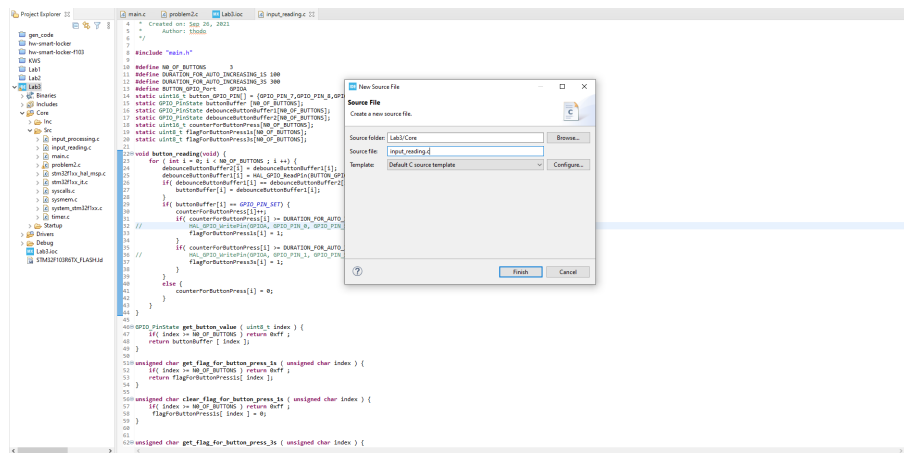 Project Explorer
gen_code
hw-smart-locker
hw-smart-locker-f103
KWS
Lab1
Lab2
Lab3
Binaries
Includes
Core
Inc
Src
input_processing.c
input_reading.c
main.c
problem2.c
stm32f1xx_hal_msp.c
stm32f1xx_it.c
syscalls.c
sysmem.c
system_stm32f1xx.c
timer.c
Startup
Drivers
Debug
Lab3.ioc
STM32F103R6TX_FLASH.ld
main.c problem2.c Lab3.ioc input_reading.c
4 * Created on: Sep 26, 2021
5 * Author: thodo
6 */
7
8 #include "main.h"
9
10 #define N0_OF_BUTTONS 3
11 #define DURATION_FOR_AUTO_INCREASING_1S 100
12 #define DURATION_FOR_AUTO_INCREASING_3S 300
13 #define BUTTON_GPIO_Port GPIOA
14 static uint16_t button_GPIO_PIN[] = {GPIO_PIN_7,GPIO_PIN_8,GPI
15 static GPIO_PinState buttonBuffer [N0_OF_BUTTONS];
16 static GPIO_PinState debounceButtonBuffer1[N0_OF_BUTTONS];
17 static GPIO_PinState debounceButtonBuffer2[N0_OF_BUTTONS];
18 static uint16_t counterForButtonPress[N0_OF_BUTTONS];
19 static uint8_t flagForButtonPress1s[N0_OF_BUTTONS];
20 static uint8_t flagForButtonPress3s[N0_OF_BUTTONS];
21
22 void button_reading(void) {
23 for ( int i = 0; i < N0_OF_BUTTONS ; i ++) {
24 debounceButtonBuffer2[i] = debounceButtonBuffer1[i];
25 debounceButtonBuffer1[i] = HAL_GPIO_ReadPin(BUTTON_GPI
26 if( debounceButtonBuffer1[i] == debounceButtonBuffer2[
27 buttonBuffer[i] = debounceButtonBuffer1[i];
28 }
29 if( buttonBuffer[i] == GPIO_PIN_SET) {
30 counterForButtonPress[i]++;
31 if( counterForButtonPress[i] >= DURATION_FOR_AUTO_
32 // HAL_GPIO_WritePin(GPIOA, GPIO_PIN_0, GPIO_PIN_
33 flagForButtonPress1s[i] = 1;
34 }
35 if( counterForButtonPress[i] >= DURATION_FOR_AUTO_
36 // HAL_GPIO_WritePin(GPIOA, GPIO_PIN_1, GPIO_PIN_
37 flagForButtonPress3s[i] = 1;
38 }
39 }
40 else {
41 counterForButtonPress[i] = 0;
42 }
43 }
44 }
45
46 GPIO_PinState get_button_value ( uint8_t index ) {
47 if( index >= N0_OF_BUTTONS ) return 0xff ;
48 return buttonBuffer [ index ];
49 }
50
51 unsigned char get_flag_for_button_press_1s ( unsigned char index ) {
52 if( index >= N0_OF_BUTTONS ) return 0xff ;
53 return flagForButtonPress1s[ index ];
54 }
55
56 unsigned char clear_flag_for_button_press_1s ( unsigned char index ) {
57 if( index >= N0_OF_BUTTONS ) return 0xff ;
58 flagForButtonPress1s[ index ] = 0;
59 }
60
61
62 unsigned char get_flag_for_button_press_3s ( unsigned char index ) {
New Source File
Source File
Create a new source file.
Source folder: Lab3/Core Browse...
Source file: input_reading.c
Template: Default C source template Configure...
Finish Cancel